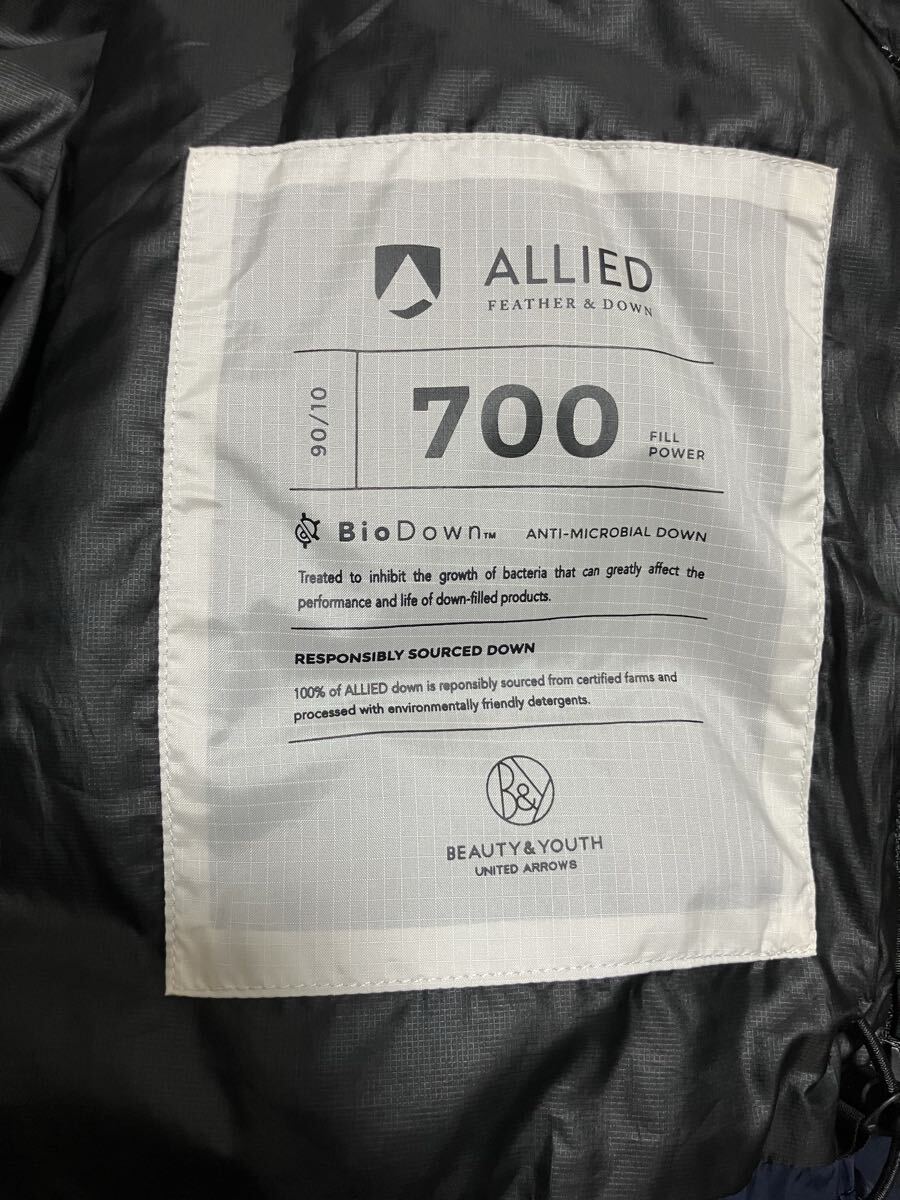 ALLIED
FEATHER & DOWN
90/10
700
FILL
POWER
BioDown™
ANTI-MICROBIAL DOWN
Treated to inhibit the growth of bacteria that can greatly affect the
performance and life of down-filled products.
RESPONSIBLY SOURCED DOWN
100% of ALLIED down is reponsibly sourced from certified farms and
processed with environmentally friendly detergents.
B&Y
BEAUTY&YOUTH
UNITED ARROWS